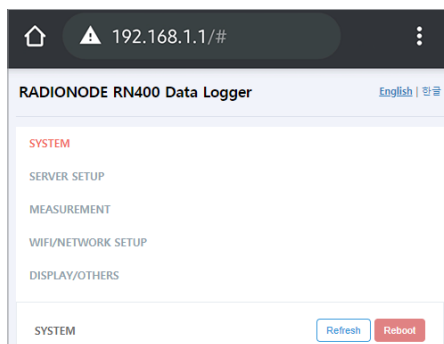 192.168.1.1/#
RADIONODE RN400 Data Logger English | 한글
SYSTEM
SERVER SETUP
MEASUREMENT
WIFI/NETWORK SETUP
DISPLAY/OTHERS
SYSTEM Refresh Reboot